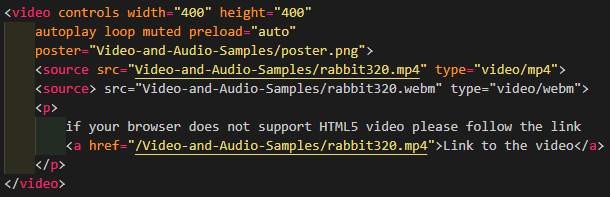 <video controls width="400" height="400"
autoplay loop muted preload="auto"
poster="Video-and-Audio-Samples/poster.png">
<source src="Video-and-Audio-Samples/rabbit320.mp4" type="video/mp4">
<source> src="Video-and-Audio-Samples/rabbit320.webm" type="video/webm">
<p>
if your browser does not support HTML5 video please follow the link
<a href="/Video-and-Audio-Samples/rabbit320.mp4">Link to the video</a>
</p>
</video>